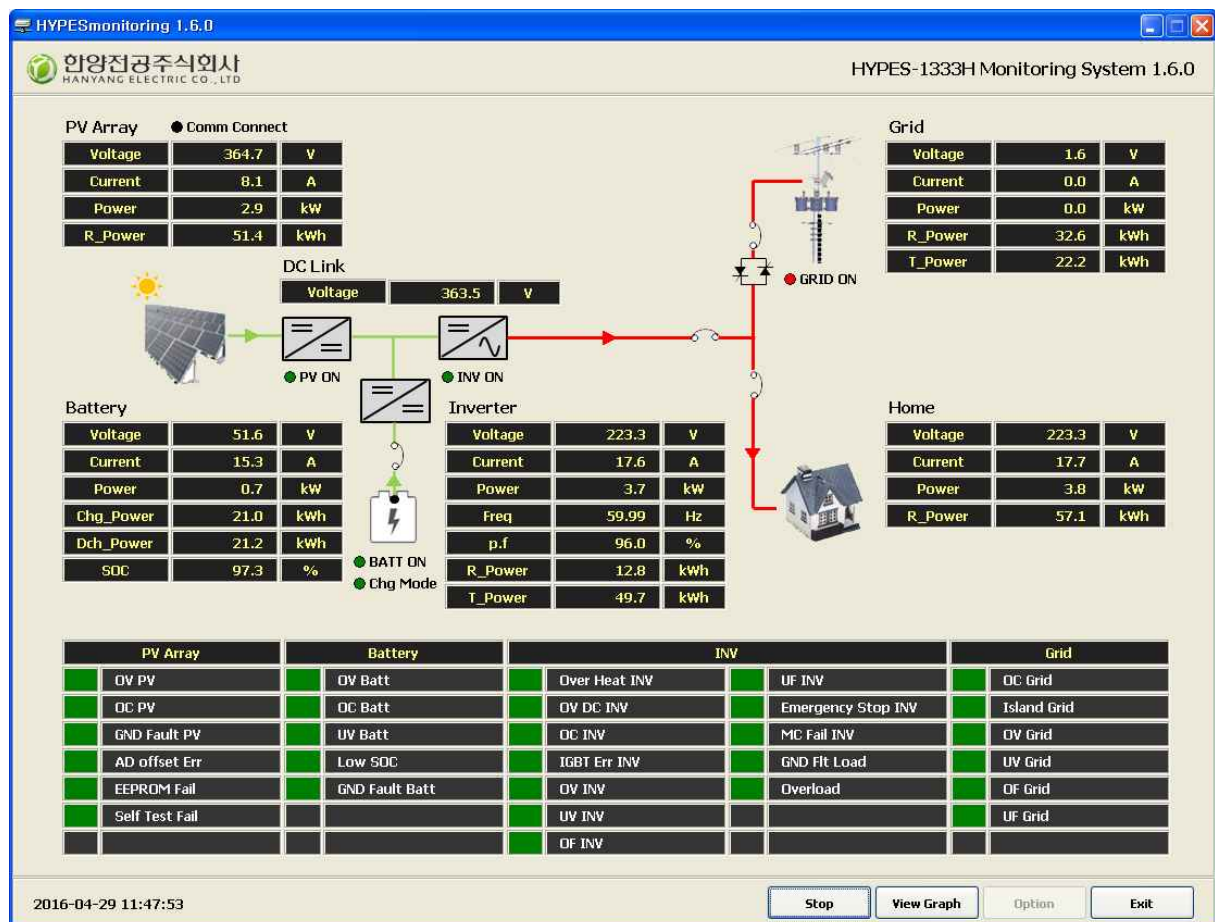 HYPESmonitoring 1.6.0
한양전공주식회사
HANYANG ELECTRIC CO., LTD
HYPES-1333H Monitoring System 1.6.0
PV Array Comm Connect
Voltage 364.7 V
Current 8.1 A
Power 2.9 kW
R_Power 51.4 kWh
Grid
Voltage 1.6 V
Current 0.0 A
Power 0.0 kW
R_Power 32.6 kWh
T_Power 22.2 kWh
GRID ON
DC Link
Voltage 363.5 V
PV ON
INV ON
Battery
Voltage 51.6 V
Current 15.3 A
Power 0.7 kW
Chg_Power 21.0 kWh
Dch_Power 21.2 kWh
SOC 97.3 %
BATT ON
Chg Mode
Inverter
Voltage 223.3 V
Current 17.6 A
Power 3.7 kW
Freq 59.99 Hz
p.f 96.0 %
R_Power 12.8 kWh
T_Power 49.7 kWh
Home
Voltage 223.3 V
Current 17.7 A
Power 3.8 kW
R_Power 57.1 kWh
PV Array Battery INV Grid
OV PV OV Batt Over Heat INV UF INV OC Grid
OC PV OC Batt OV DC INV Emergency Stop INV Island Grid
GND Fault PV UV Batt OC INV MC Fail INV OV Grid
AD offset Err Low SOC IGBT Err INV GND Flt Load UV Grid
EEPROM Fail GND Fault Batt OV INV Overload OF Grid
Self Test Fail UV INV UF Grid
OF INV
2016-04-29 11:47:53 Stop View Graph Option Exit